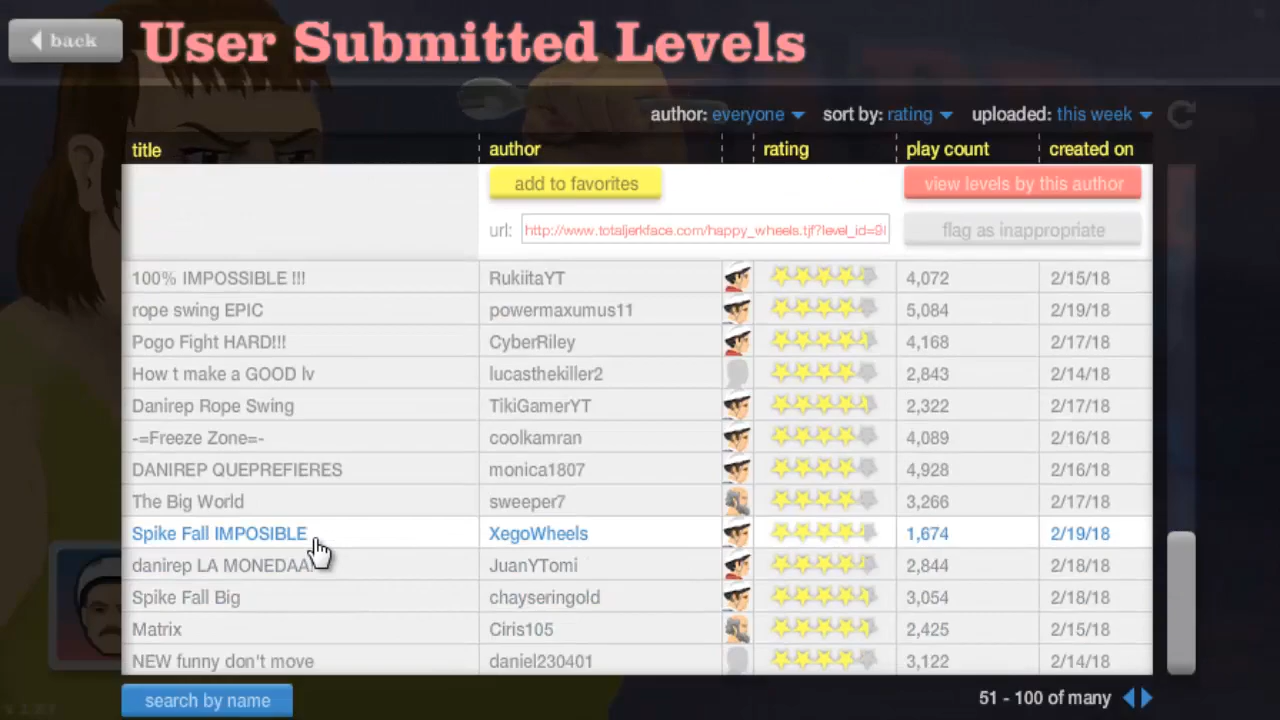 back
User Submitted Levels
author: everyone sort by: rating uploaded: this week
title author rating play count created on
add to favorites view levels by this author
url: http://www.totaljerkface.com/happy_wheels.tjf?level_id=9 flag as inappropriate
100% IMPOSSIBLE !!! RukiitaYT 4,072 2/15/18
rope swing EPIC powermaxumus11 5,084 2/19/18
Pogo Fight HARD!!! CyberRiley 4,168 2/17/18
How t make a GOOD lv lucasthekiller2 2,843 2/14/18
Danirep Rope Swing TikiGamerYT 2,322 2/17/18
-=Freeze Zone=- coolkamran 4,089 2/16/18
DANIREP QUEPREFIERES monica1807 4,928 2/16/18
The Big World sweeper7 3,266 2/17/18
Spike Fall IMPOSIBLE XegoWheels 1,674 2/19/18
danirep LA MONEDAA JuanYTomi 2,844 2/18/18
Spike Fall Big chayseringold 3,054 2/18/18
Matrix Ciris105 2,425 2/15/18
NEW funny don't move daniel230401 3,122 2/14/18
search by name 51 - 100 of many